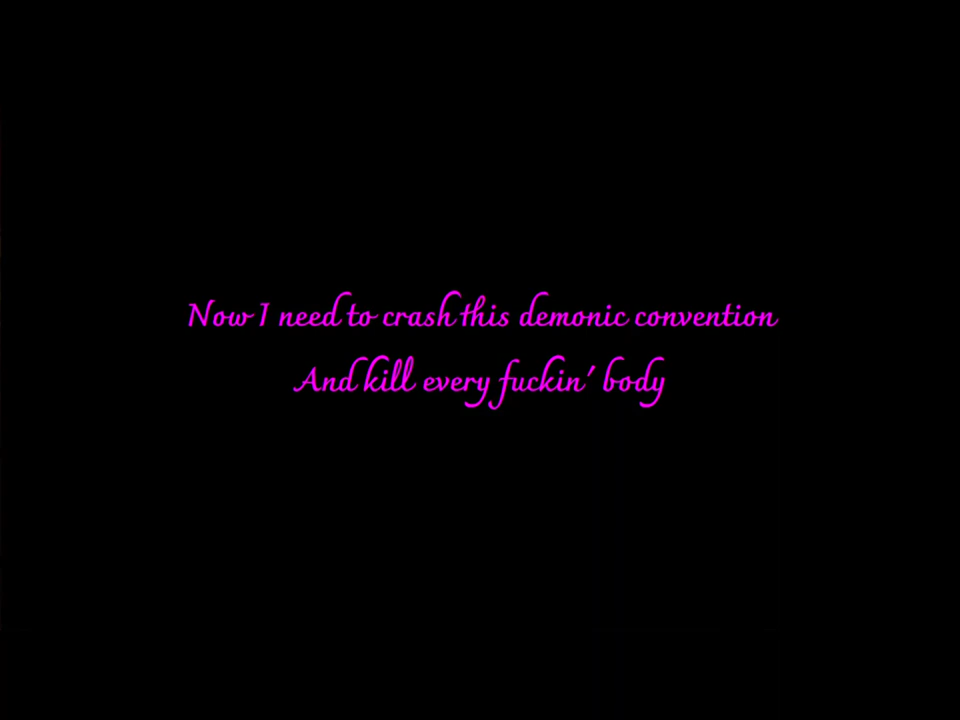 Now I need to crash this demonic convention
And kill every fuckin' body